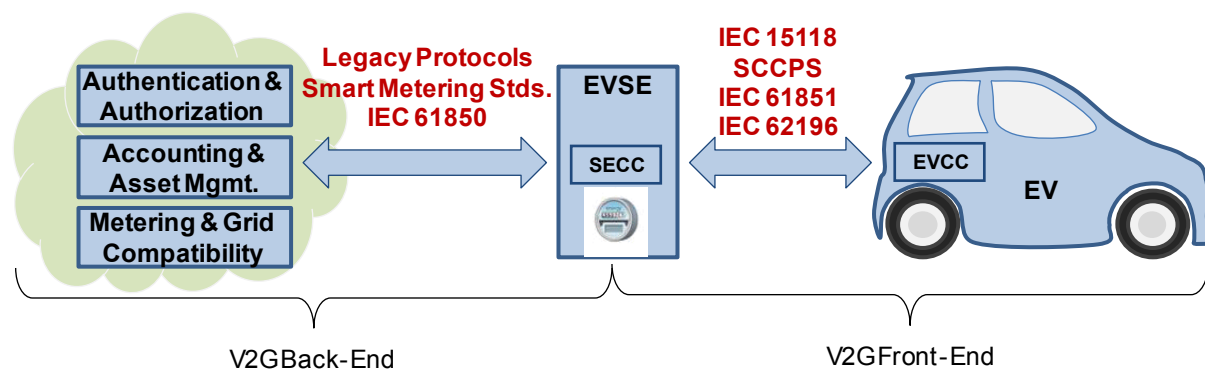 Authentication &
Authorization
Accounting &
Asset Mgmt.
Metering & Grid
Compatibility
Legacy Protocols
Smart Metering Stds.
IEC 61850
EVSE
SECC
IEC 15118
SCCPS
IEC 61851
IEC 62196
EVCC
EV
V2GBack-End
V2GFront-End